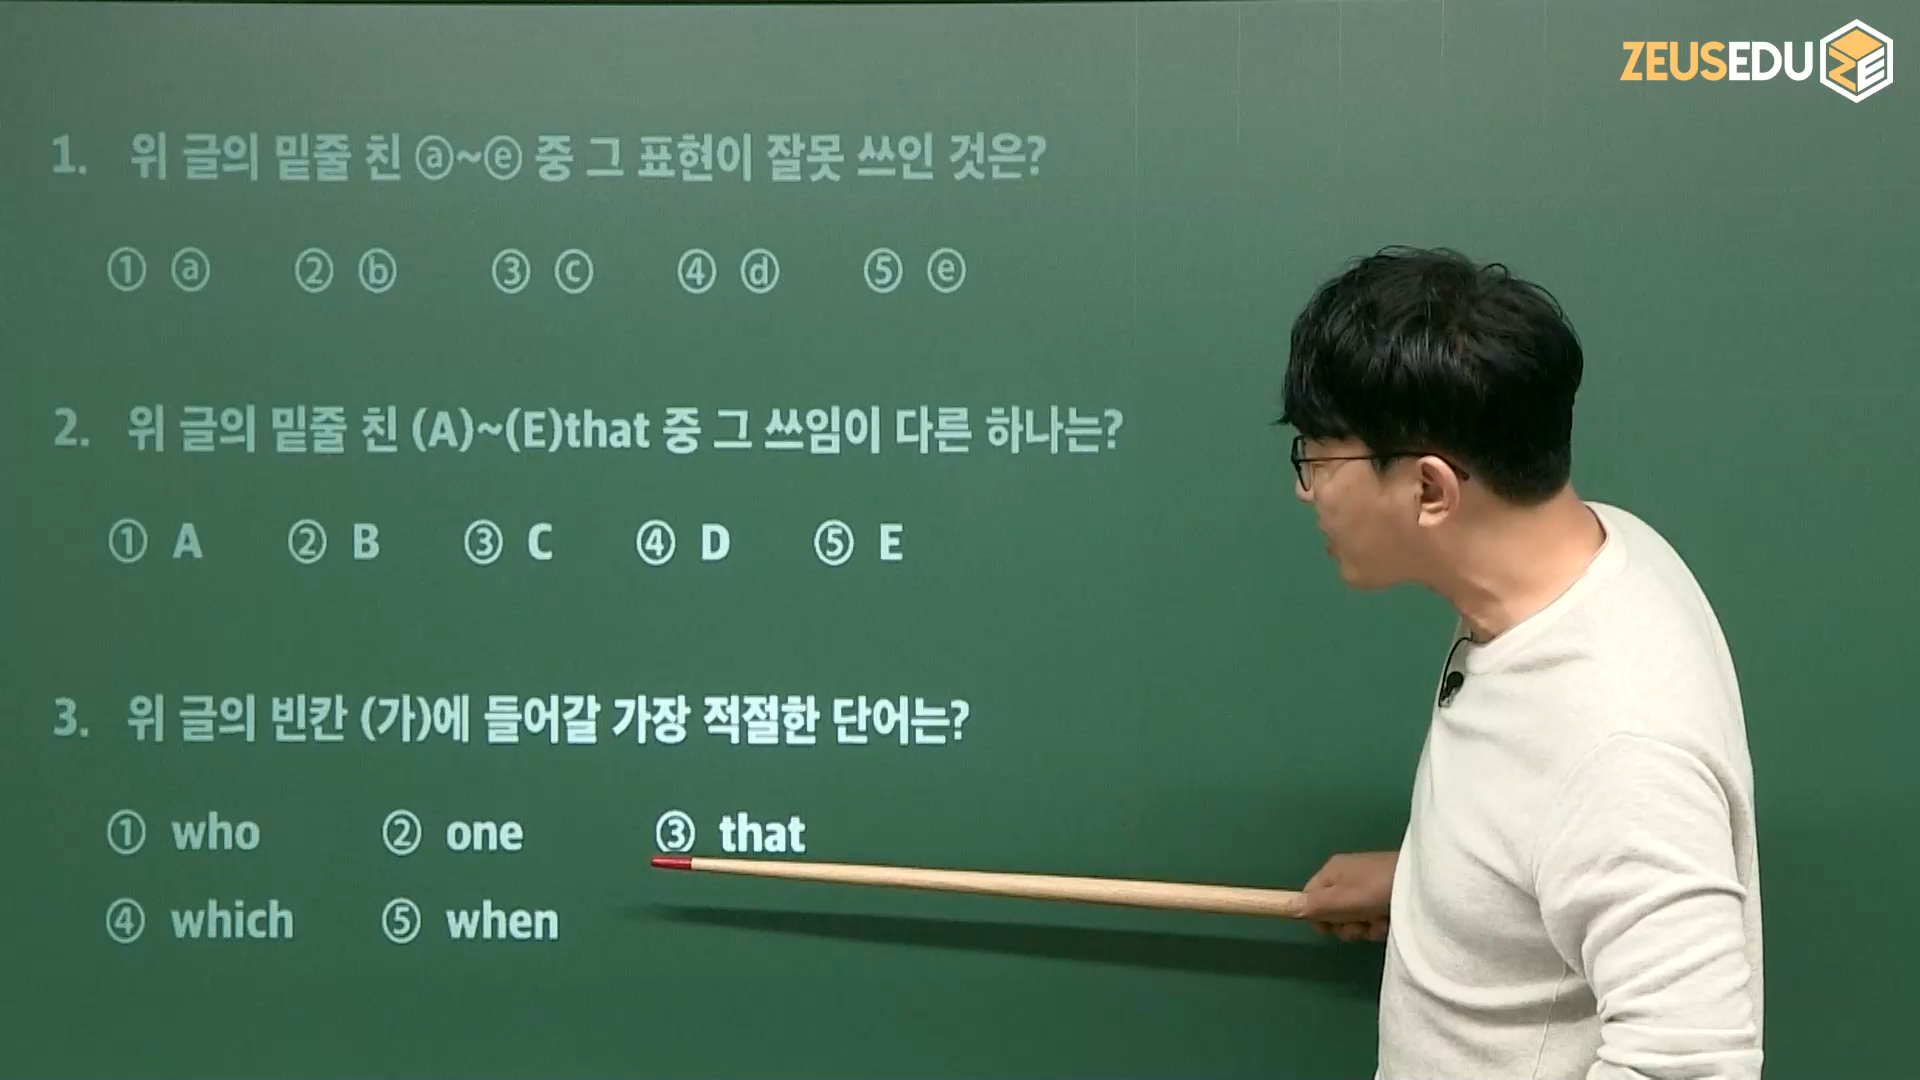 ZEUSEDU
1. 위 글의 밑줄 친 ⓐ~ⓔ 중 그 표현이 잘못 쓰인 것은?
① ⓐ ② ⓑ ③ ⓒ ④ ⓓ ⑤ ⓔ
2. 위 글의 밑줄 친 (A)~(E)that 중 그 쓰임이 다른 하나는?
① A ② B ③ C ④ D ⑤ E
3. 위 글의 빈칸 (가)에 들어갈 가장 적절한 단어는?
① who ② one ③ that
④ which ⑤ when